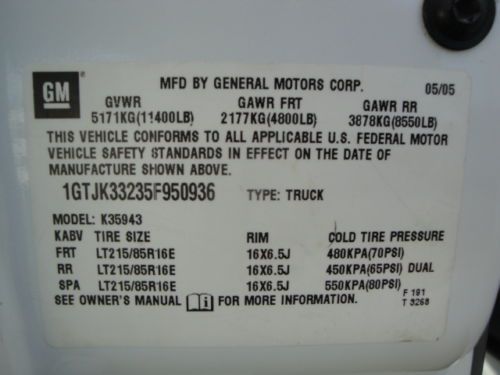 GM MFD BY GENERAL MOTORS CORP. 05/05
GVWR GAWR FRT GAWR RR
5171KG(11400LB) 2177KG(4800LB) 3878KG(8550LB)
THIS VEHICLE CONFORMS TO ALL APPLICABLE U.S. FEDERAL MOTOR
VEHICLE SAFETY STANDARDS IN EFFECT ON THE DATE OF
MANUFACTURE SHOWN ABOVE.
1GTJK33235F950936 TYPE: TRUCK
MODEL: K35943
KABV TIRE SIZE RIM COLD TIRE PRESSURE
FRT LT215/85R16E 16X6.5J 480KPA(70PSI)
RR LT215/85R16E 16X6.5J 450KPA(65PSI) DUAL
SPA LT215/85R16E 16X6.5J 550KPA(80PSI)
SEE OWNER'S MANUAL i FOR MORE INFORMATION. F 191
T 3268